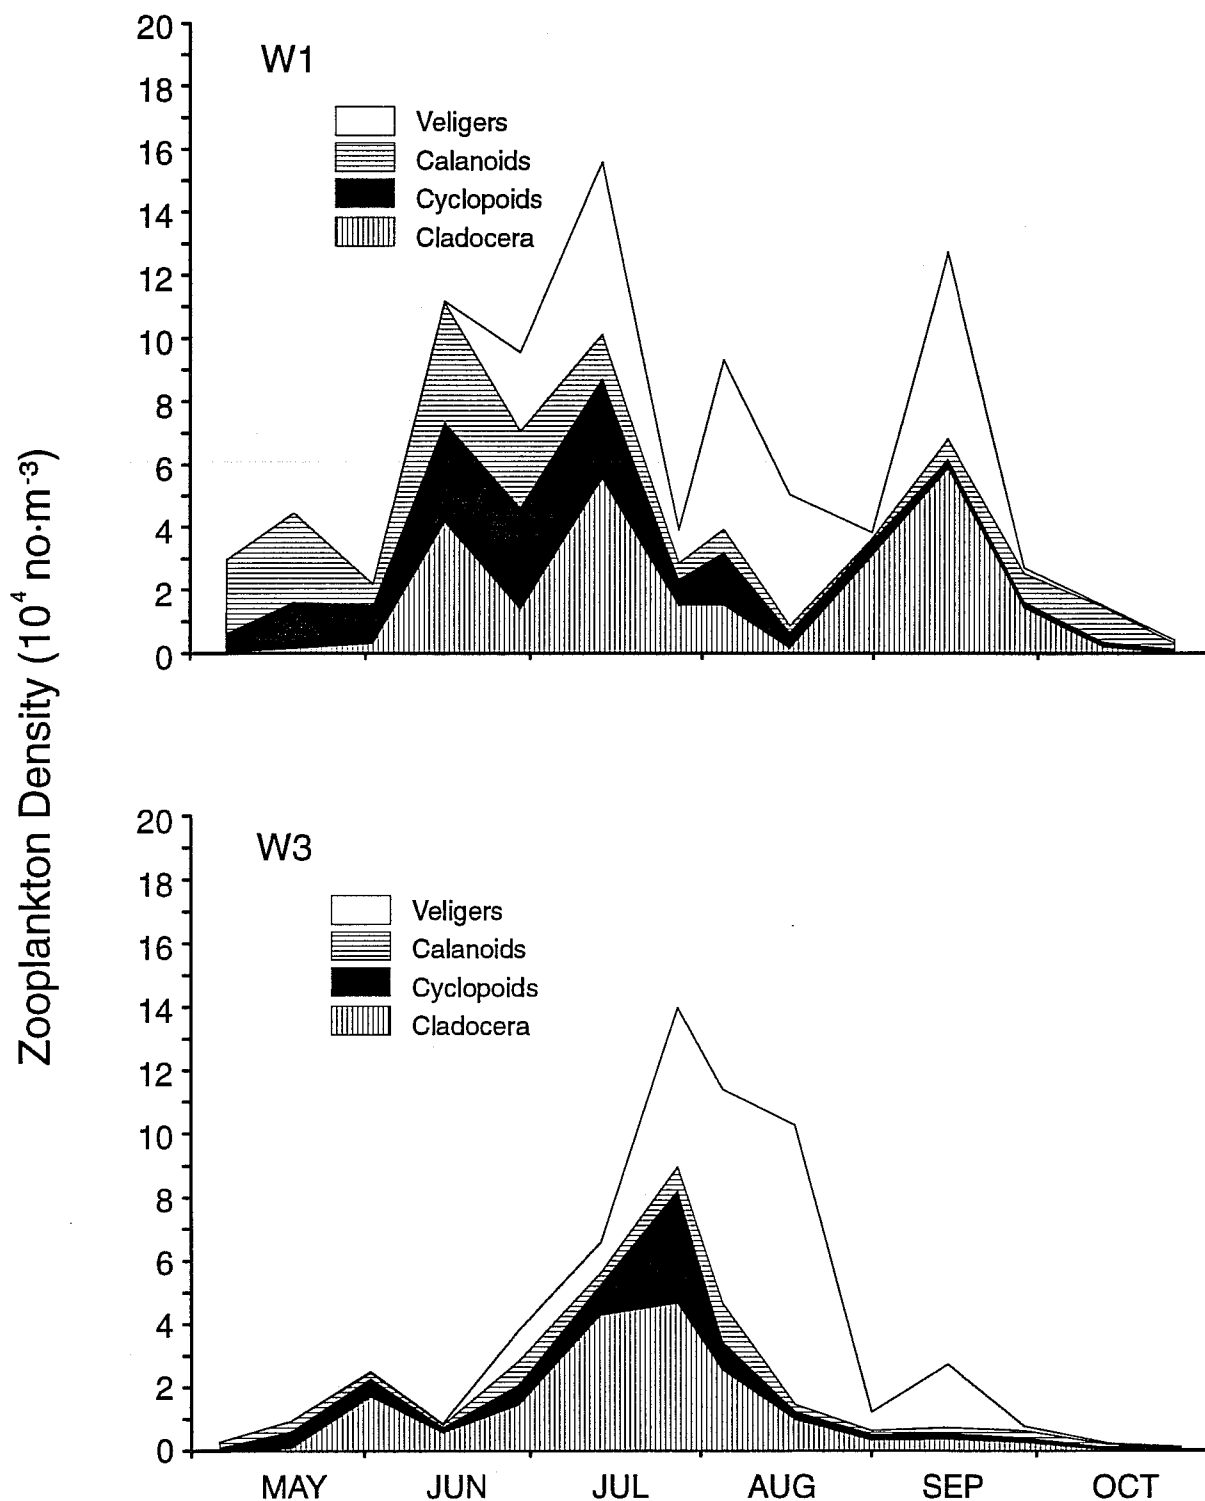 Zooplankton Density (10⁴ no·m⁻³)
W1
20
18
16
14
12
10
8
6
4
2
0
Veligers
Calanoids
Cyclopoids
Cladocera
W3
20
18
16
14
12
10
8
6
4
2
0
Veligers
Calanoids
Cyclopoids
Cladocera
MAY JUN JUL AUG SEP OCT